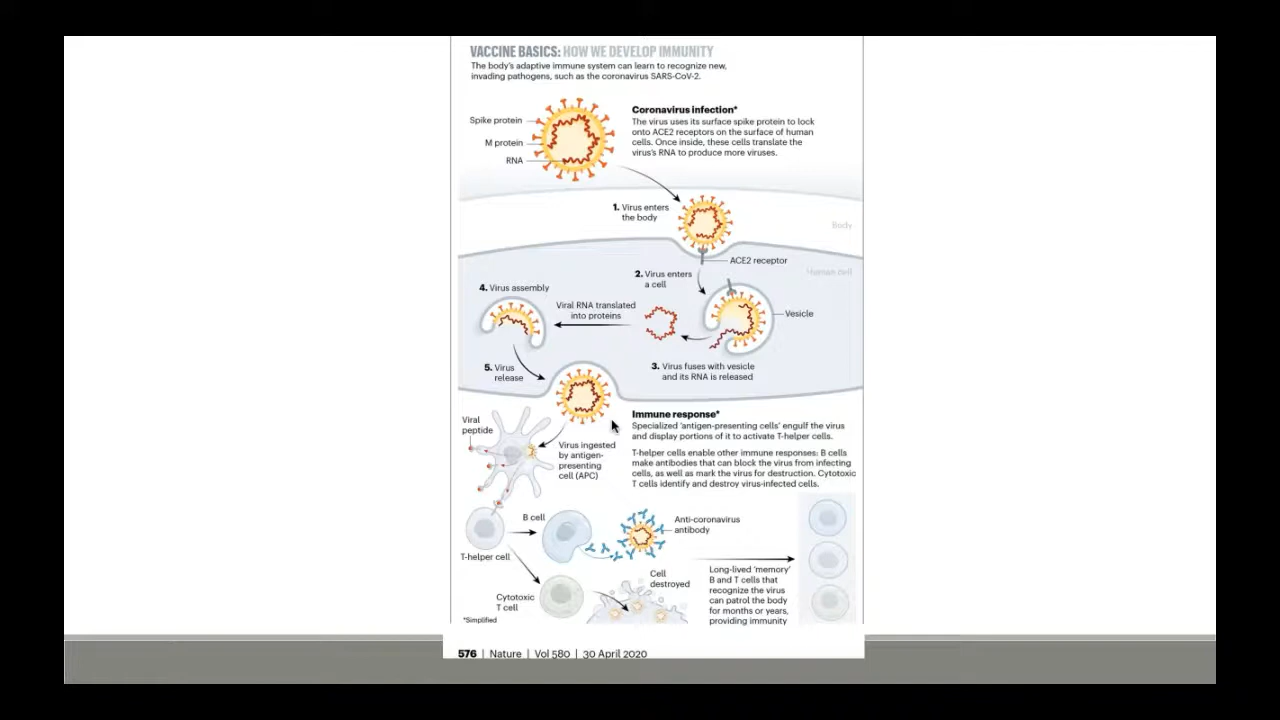 VACCINE BASICS: HOW WE DEVELOP IMMUNITY
The body's adaptive immune system can learn to recognize new,
invading pathogens, such as the coronavirus SARS-CoV-2.
Spike protein
M protein
RNA
Coronavirus infection*
The virus uses its surface spike protein to lock
onto ACE2 receptors on the surface of human
cells. Once inside, these cells translate the
virus's RNA to produce more viruses.
1. Virus enters
the body
Body
ACE2 receptor
Human cell
2. Virus enters
a cell
4. Virus assembly
Viral RNA translated
into proteins
Vesicle
3. Virus fuses with vesicle
and its RNA is released
5. Virus
release
Viral
peptide
Virus ingested
by antigen-
presenting
cell (APC)
Immune response*
Specialized 'antigen-presenting cells' engulf the virus
and display portions of it to activate T-helper cells.
T-helper cells enable other immune responses: B cells
make antibodies that can block the virus from infecting
cells, as well as mark the virus for destruction. Cytotoxic
T cells identify and destroy virus-infected cells.
B cell
Anti-coronavirus
antibody
T-helper cell
Cytotoxic
T cell
Cell
destroyed
Long-lived 'memory'
B and T cells that
recognize the virus
can patrol the body
for months or years,
providing immunity
*Simplified
576 | Nature | Vol 580 | 30 April 2020